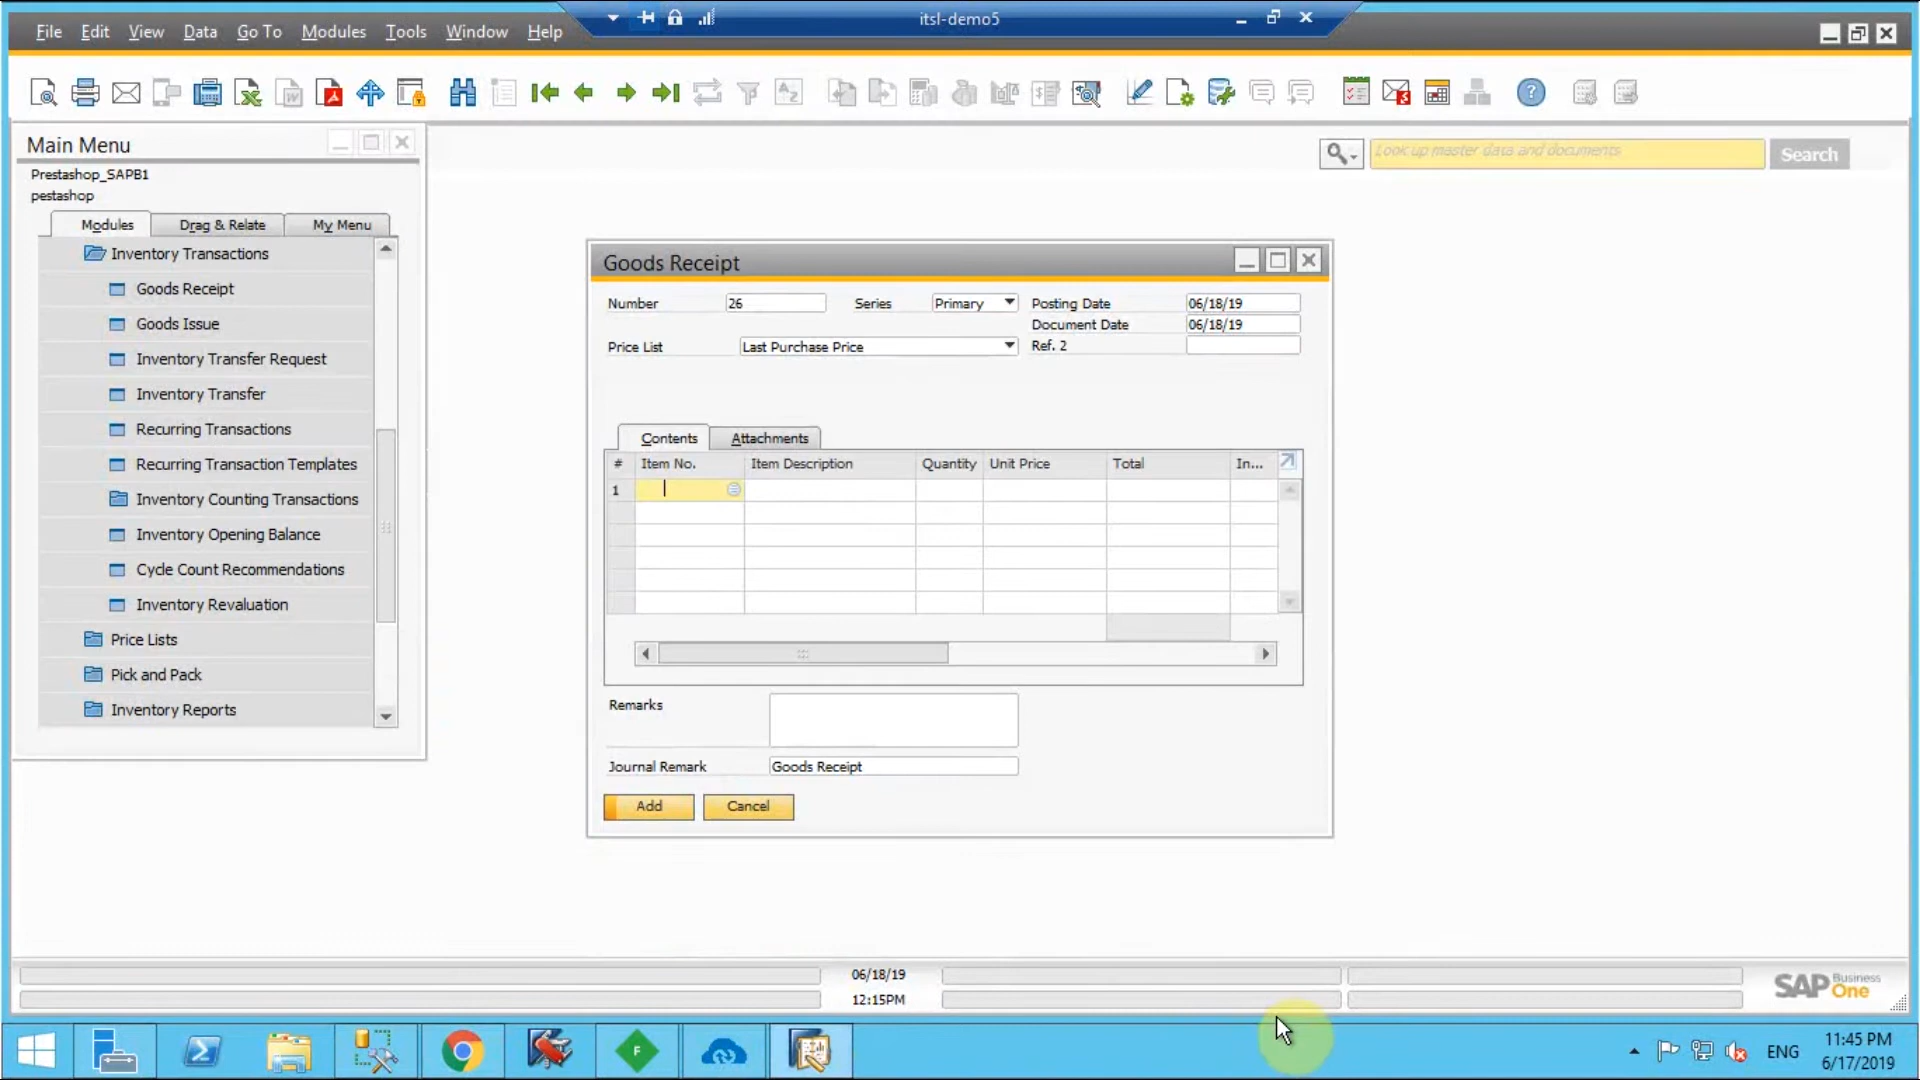 itsl-demo5
File Edit View Data Go To Modules Tools Window Help
Main Menu
Prestashop_SAPB1
pestashop
Modules Drag & Relate My Menu
Inventory Transactions
Goods Receipt
Goods Issue
Inventory Transfer Request
Inventory Transfer
Recurring Transactions
Recurring Transaction Templates
Inventory Counting Transactions
Inventory Opening Balance
Cycle Count Recommendations
Inventory Revaluation
Price Lists
Pick and Pack
Inventory Reports
Look up master data and documents Search
Goods Receipt
Number 26 Series Primary Posting Date 06/18/19
Document Date 06/18/19
Price List Last Purchase Price Ref. 2
Contents Attachments
# Item No. Item Description Quantity Unit Price Total In...
1
Remarks
Journal Remark Goods Receipt
Add Cancel
06/18/19
12:15PM
SAP Business One
ENG
11:45 PM
6/17/2019